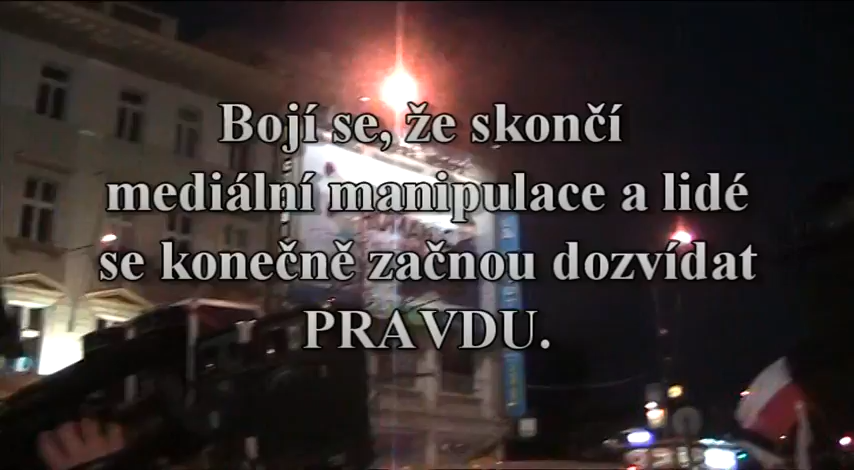 Bojí se, že skončí
mediální manipulace a lidé
se konečně začnou dozvídat
PRAVDU.